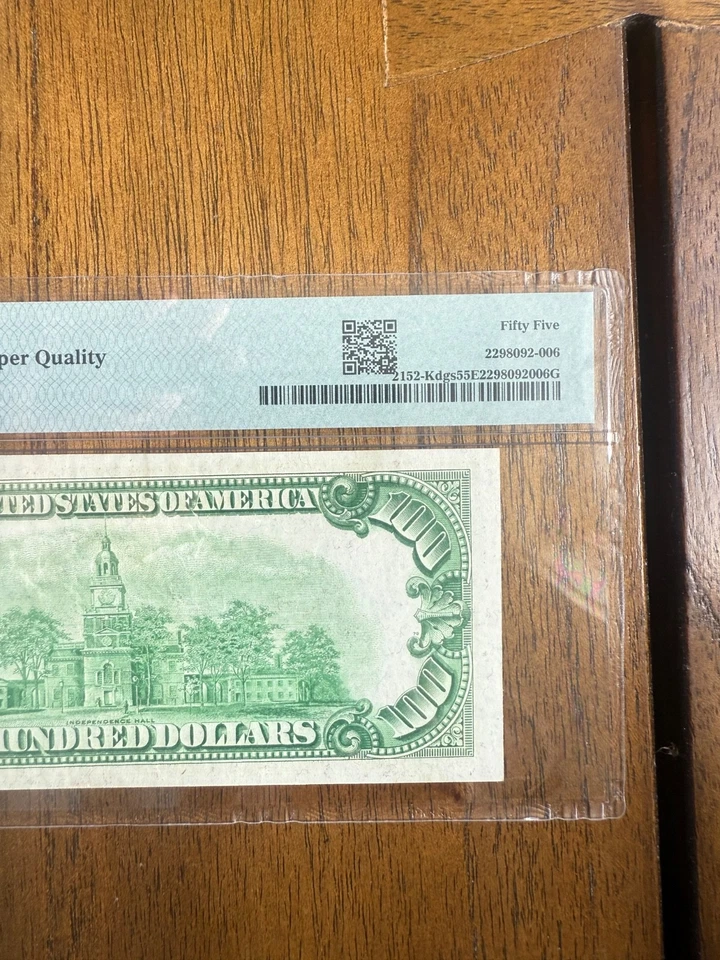 Fifty Five
per Quality
2298092-006
2152-Kdgs55E2298092006G
TED STATES OF AMERICA
100
INDEPENDENCE HALL
100
UNDRED DOLLARS